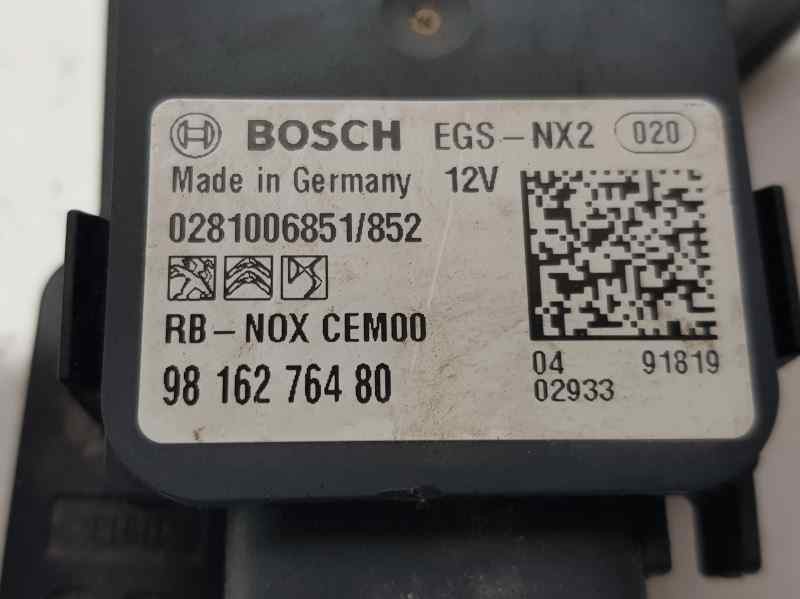 BOSCH EGS-NX2 020
Made in Germany 12V
0281006851/852
RB-NOX CEM00
98 162 764 80
04 91819
02933